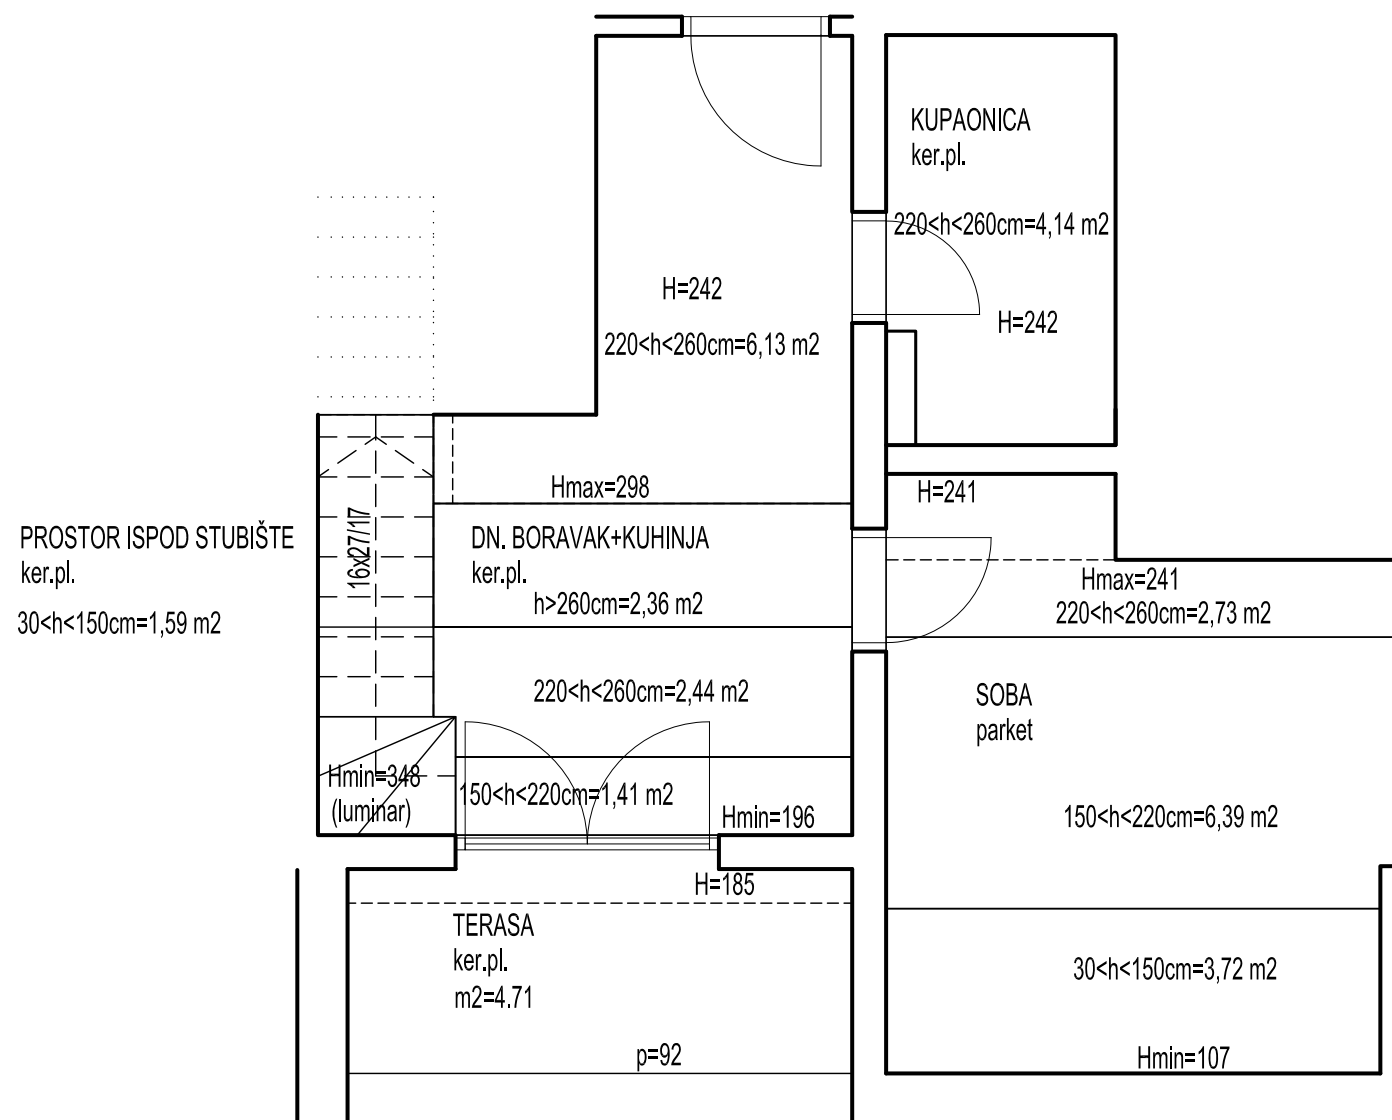 KUPAONICA
ker.pl.
220<h<260cm=4,14 m2
H=242
H=242
220<h<260cm=6,13 m2
Hmax=298
H=241
PROSTOR ISPOD STUBIŠTE
ker.pl.
30<h<150cm=1,59 m2
16x27/17
DN. BORAVAK+KUHINJA
ker.pl.
h>260cm=2,36 m2
Hmax=241
220<h<260cm=2,73 m2
220<h<260cm=2,44 m2
SOBA
parket
Hmin=348
(luminar)
150<h<220cm=1,41 m2
Hmin=196
150<h<220cm=6,39 m2
H=185
TERASA
ker.pl.
m2=4.71
30<h<150cm=3,72 m2
p=92
Hmin=107